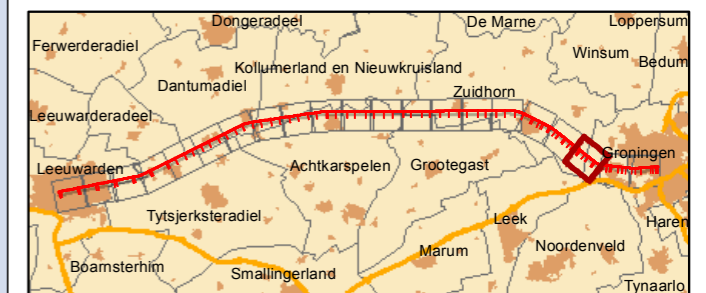 Dongeradeel
De Marne
Loppersum
Ferwerderadiel
Winsum
Bedum
Kollumerland en Nieuwkruisland
Dantumadiel
Zuidhorn
Leeuwarderadeel
Groningen
Leeuwarden
Achtkarspelen
Grootegast
Tytsjerksteradiel
Leek
Haren
Noordenveld
Marum
Boarnsterhim
Smallingerland
Tynaarlo